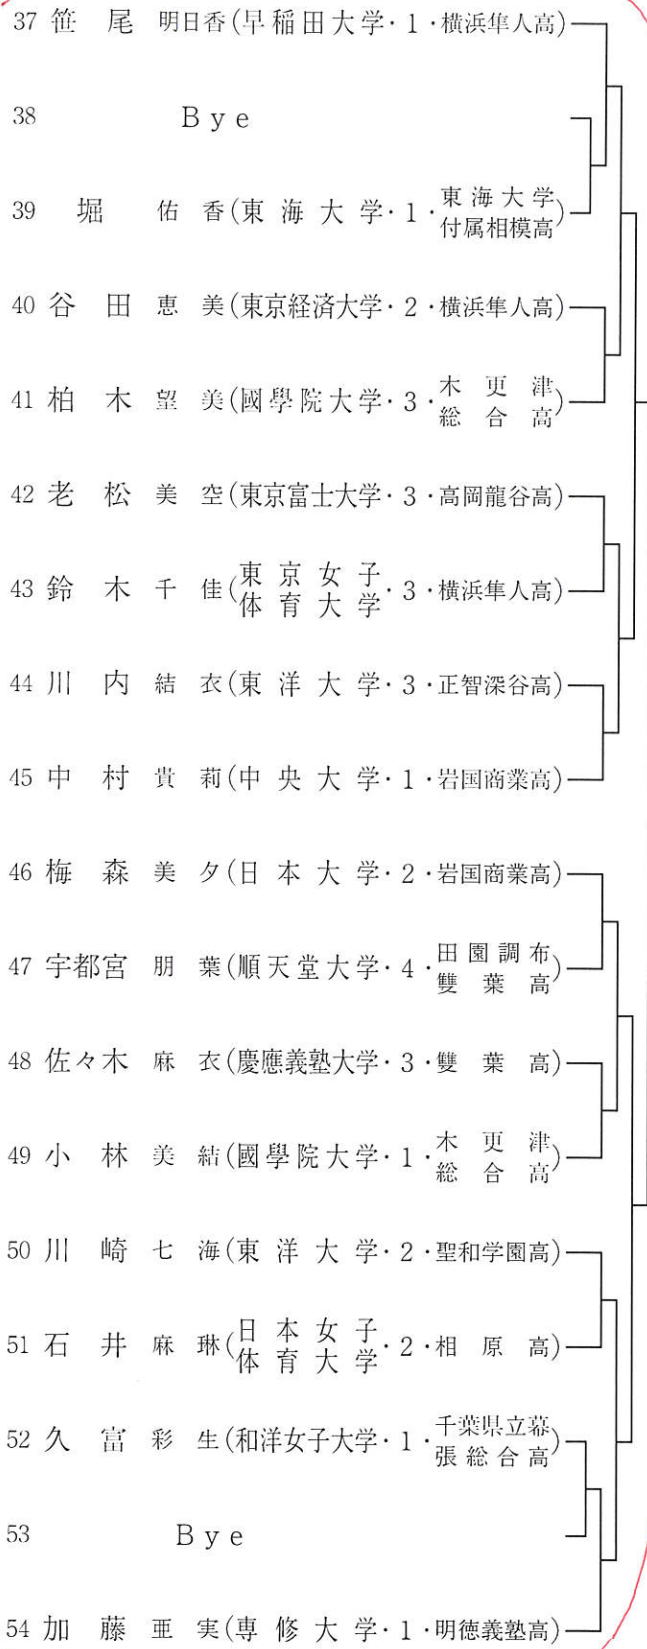 37 笹尾 明日香(早稲田大学・1・横浜隼人高)
38 Bye
39 堀 佑香(東海大学・1・東海大学付属相模高)
40 谷田 恵美(東京経済大学・2・横浜隼人高)
41 柏木 望美(國學院大学・3・木更津総合高)
42 老松 美空(東京富士大学・3・高岡龍谷高)
43 鈴木 千佳(東京女子体育大学・3・横浜隼人高)
44 川内 結衣(東洋大学・3・正智深谷高)
45 中村 貴莉(中央大学・1・岩国商業高)
46 梅森 美夕(日本大学・2・岩国商業高)
47 宇都宮 朋葉(順天堂大学・4・田園調布雙葉高)
48 佐々木 麻衣(慶應義塾大学・3・雙葉高)
49 小林 美結(國學院大学・1・木更津総合高)
50 川崎 七海(東洋大学・2・聖和学園高)
51 石井 麻琳(日本女子体育大学・2・相原高)
52 久富 彩生(和洋女子大学・1・千葉県立幕張総合高)
53 Bye
54 加藤 亜実(専修大学・1・明徳義塾高)